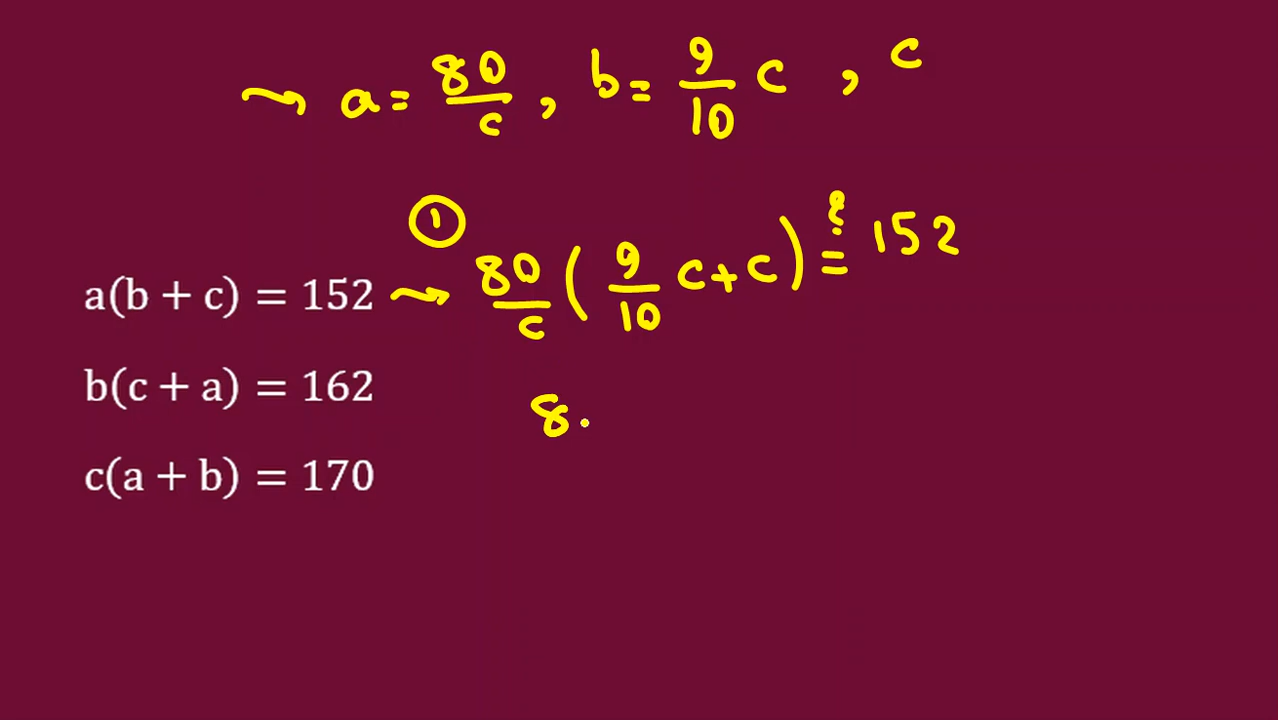 ⇝ a = 80/c , b = 9/10 c , c
①
a(b + c) = 152 ⇝ 80/c ( 9/10 c + c ) ≟ 152
b(c + a) = 162
8.
c(a + b) = 170